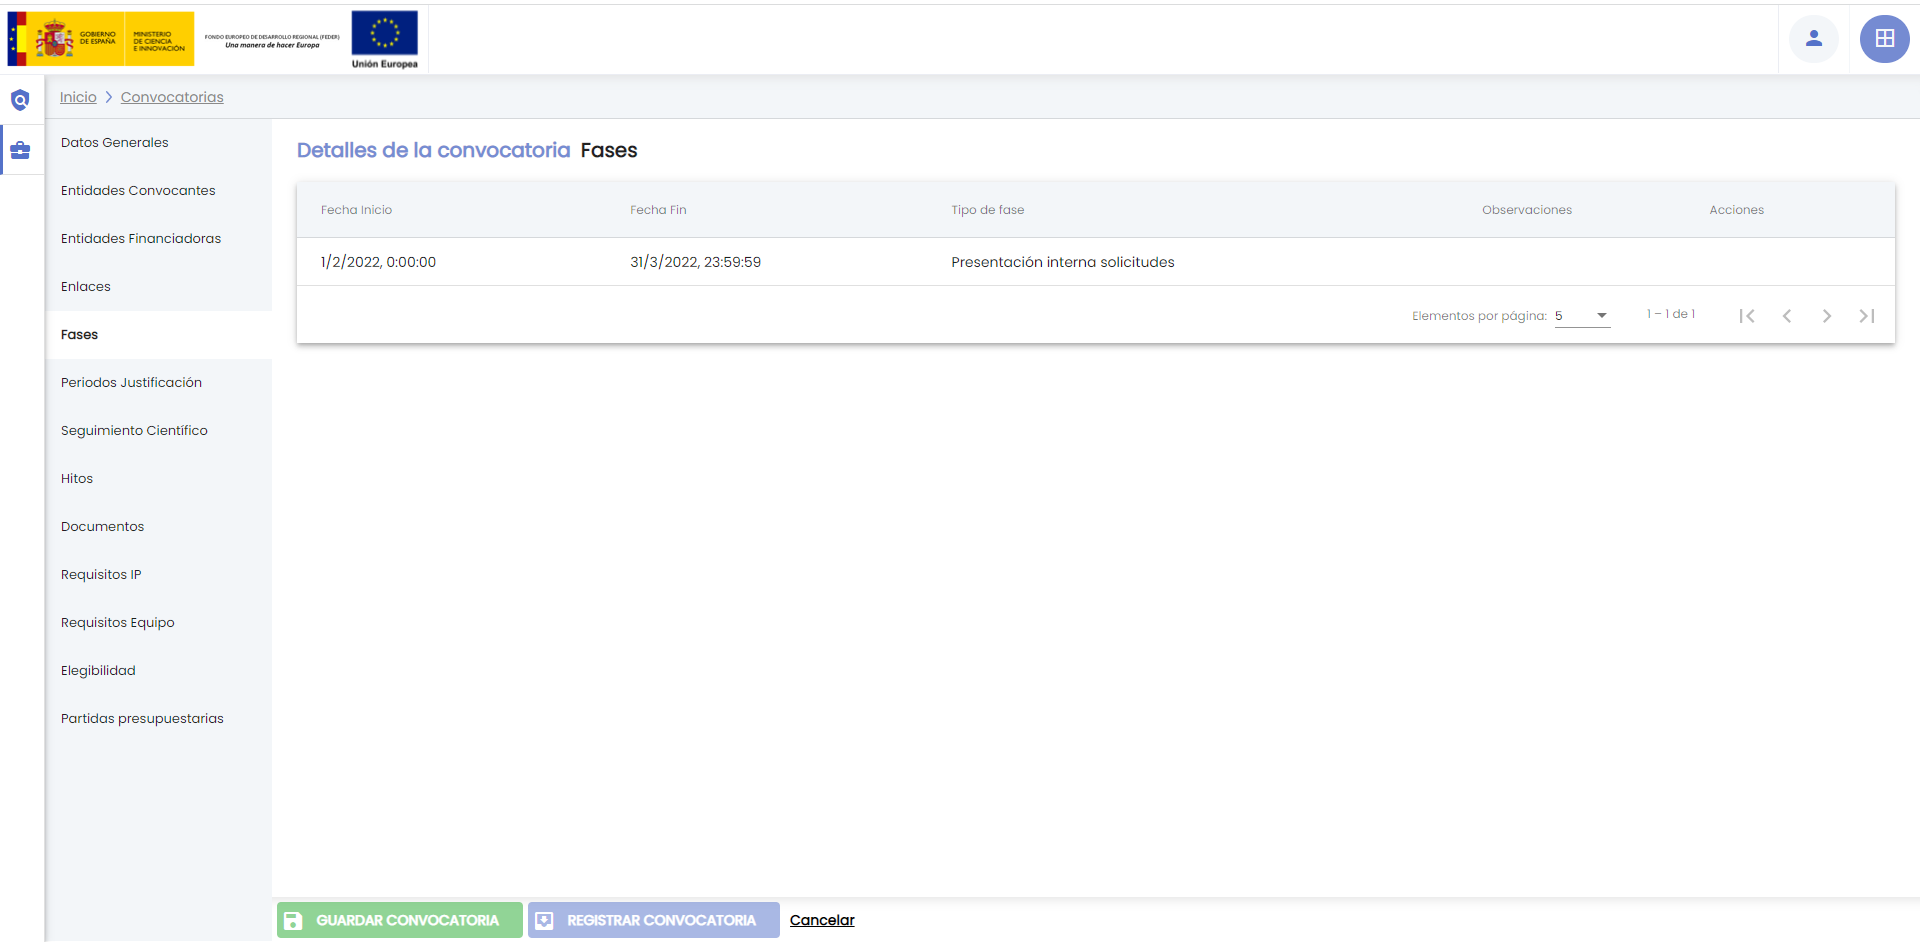 GOBIERNO
DE ESPAÑA
MINISTERIO
DE CIENCIA
E INNOVACIÓN
FONDO EUROPEO DE DESARROLLO REGIONAL (FEDER)
Una manera de hacer Europa
Unión Europea
Inicio Convocatorias
Datos Generales
Entidades Convocantes
Entidades Financiadoras
Enlaces
Fases
Periodos Justificación
Seguimiento Científico
Hitos
Documentos
Requisitos IP
Requisitos Equipo
Elegibilidad
Partidas presupuestarias
Detalles de la convocatoria Fases
Fecha Inicio Fecha Fin Tipo de fase Observaciones Acciones
1/2/2022, 0:00:00 31/3/2022, 23:59:59 Presentación interna solicitudes
Elementos por página: 5 1 – 1 de 1
GUARDAR CONVOCATORIA REGISTRAR CONVOCATORIA Cancelar